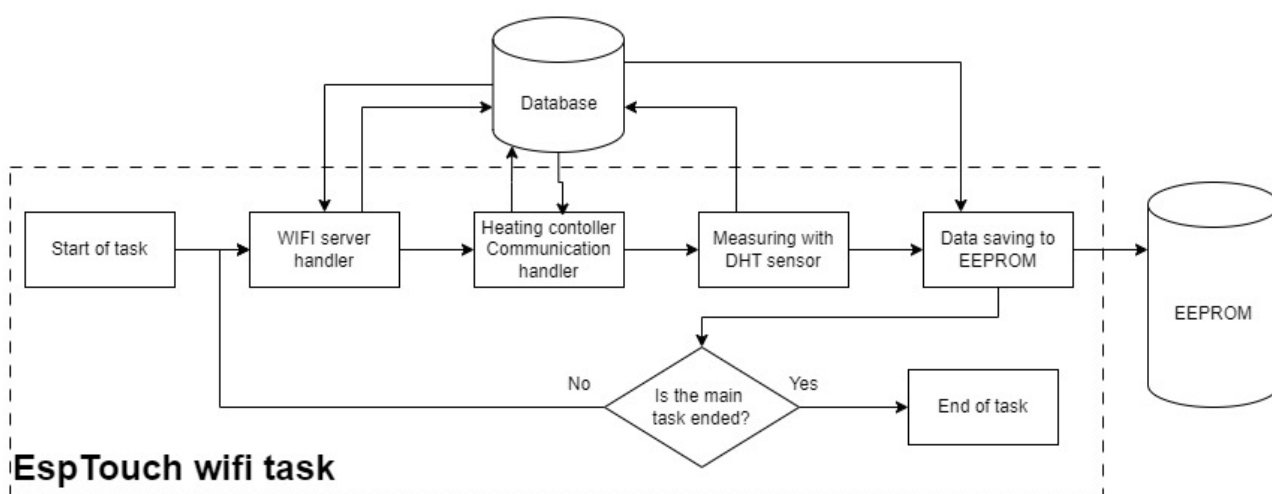 Database
Start of task
WIFI server
handler
Heating contoller
Communication
handler
Measuring with
DHT sensor
Data saving to
EEPROM
EEPROM
No
Is the main
task ended?
Yes
End of task
EspTouch wifi task